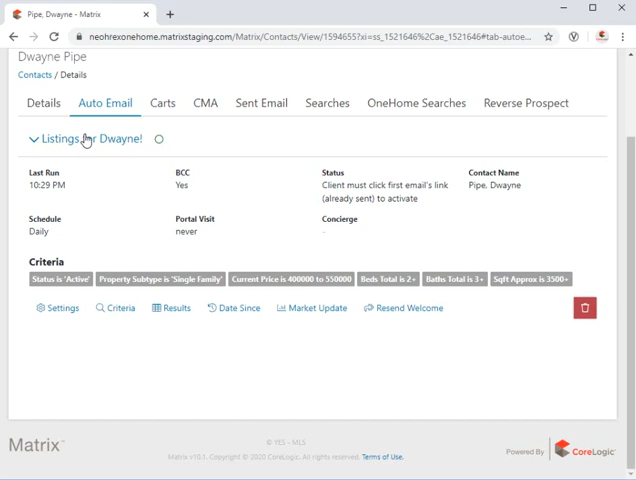 Pipe, Dwayne - Matrix
neohrexonehome.matrixstaging.com/Matrix/Contacts/View/1594655?xi=ss_1521646%2cae_1521646#tab-autoe...
Dwayne Pipe
Contacts / Details
Details Auto Email Carts CMA Sent Email Searches OneHome Searches Reverse Prospect
Listings for Dwayne!
Last Run BCC Status Contact Name
10:29 PM Yes Client must click first email's link Pipe, Dwayne
(already sent) to activate
Schedule Portal Visit Concierge
Daily never -
Criteria
Status is 'Active' Property Subtype is 'Single Family' Current Price is 400000 to 550000 Beds Total is 2+ Baths Total is 3+ Sqft Approx is 3500+
Settings Criteria Results Date Since Market Update Resend Welcome
Matrix™ © YES - MLS
Matrix v10.1. Copyright © 2020 CoreLogic. All rights reserved. Terms of Use.
Powered By CoreLogic